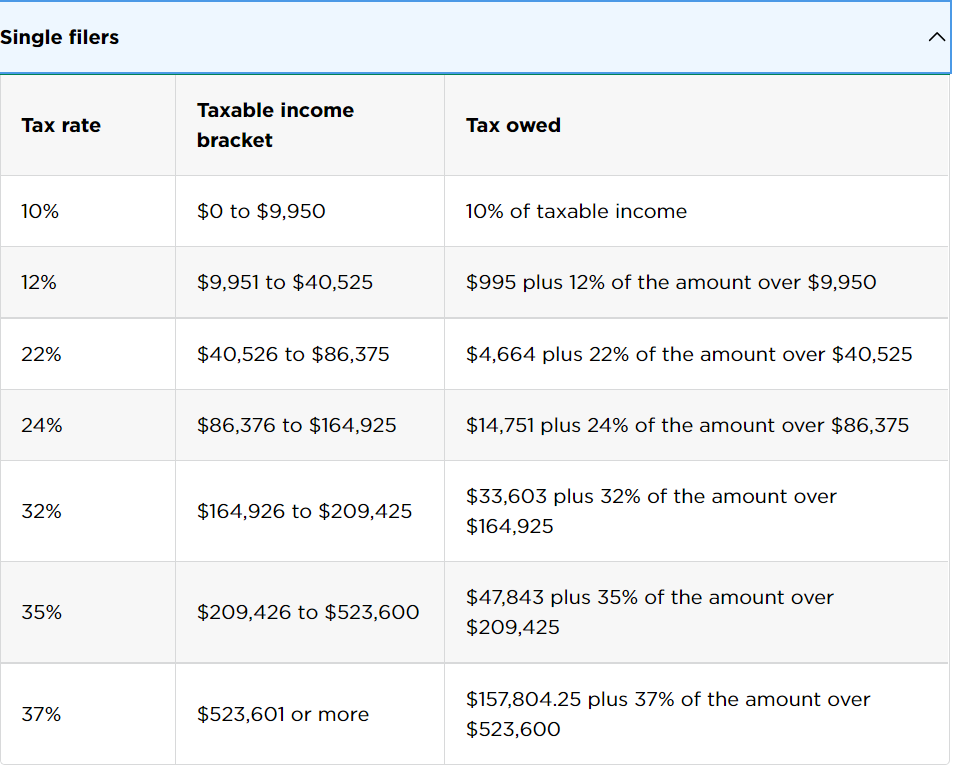 Single filers
Tax rate
Taxable income
bracket
Tax owed
10%
$0 to $9,950
10% of taxable income
12%
$9,951 to $40,525
$995 plus 12% of the amount over $9,950
22%
$40,526 to $86,375
$4,664 plus 22% of the amount over $40,525
24%
$86,376 to $164,925
$14,751 plus 24% of the amount over $86,375
32%
$164,926 to $209,425
$33,603 plus 32% of the amount over
$164,925
35%
$209,426 to $523,600
$47,843 plus 35% of the amount over
$209,425
37%
$523,601 or more
$157,804.25 plus 37% of the amount over
$523,600